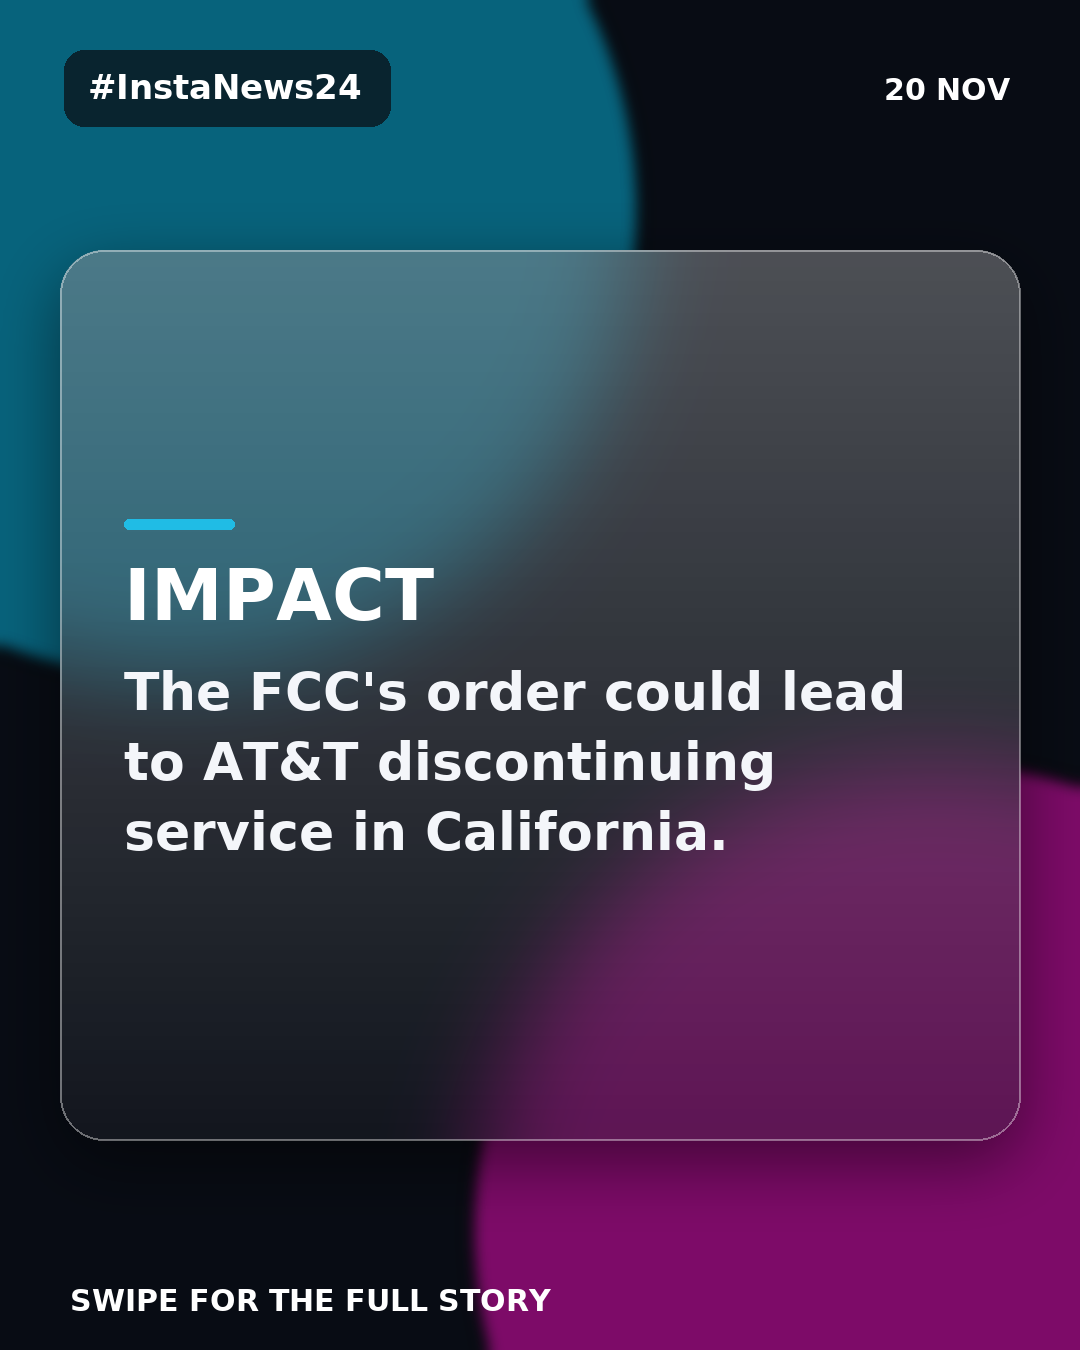 #InstaNews24
20 NOV
IMPACT
The FCC's order could lead
to AT&T discontinuing
service in California.
SWIPE FOR THE FULL STORY